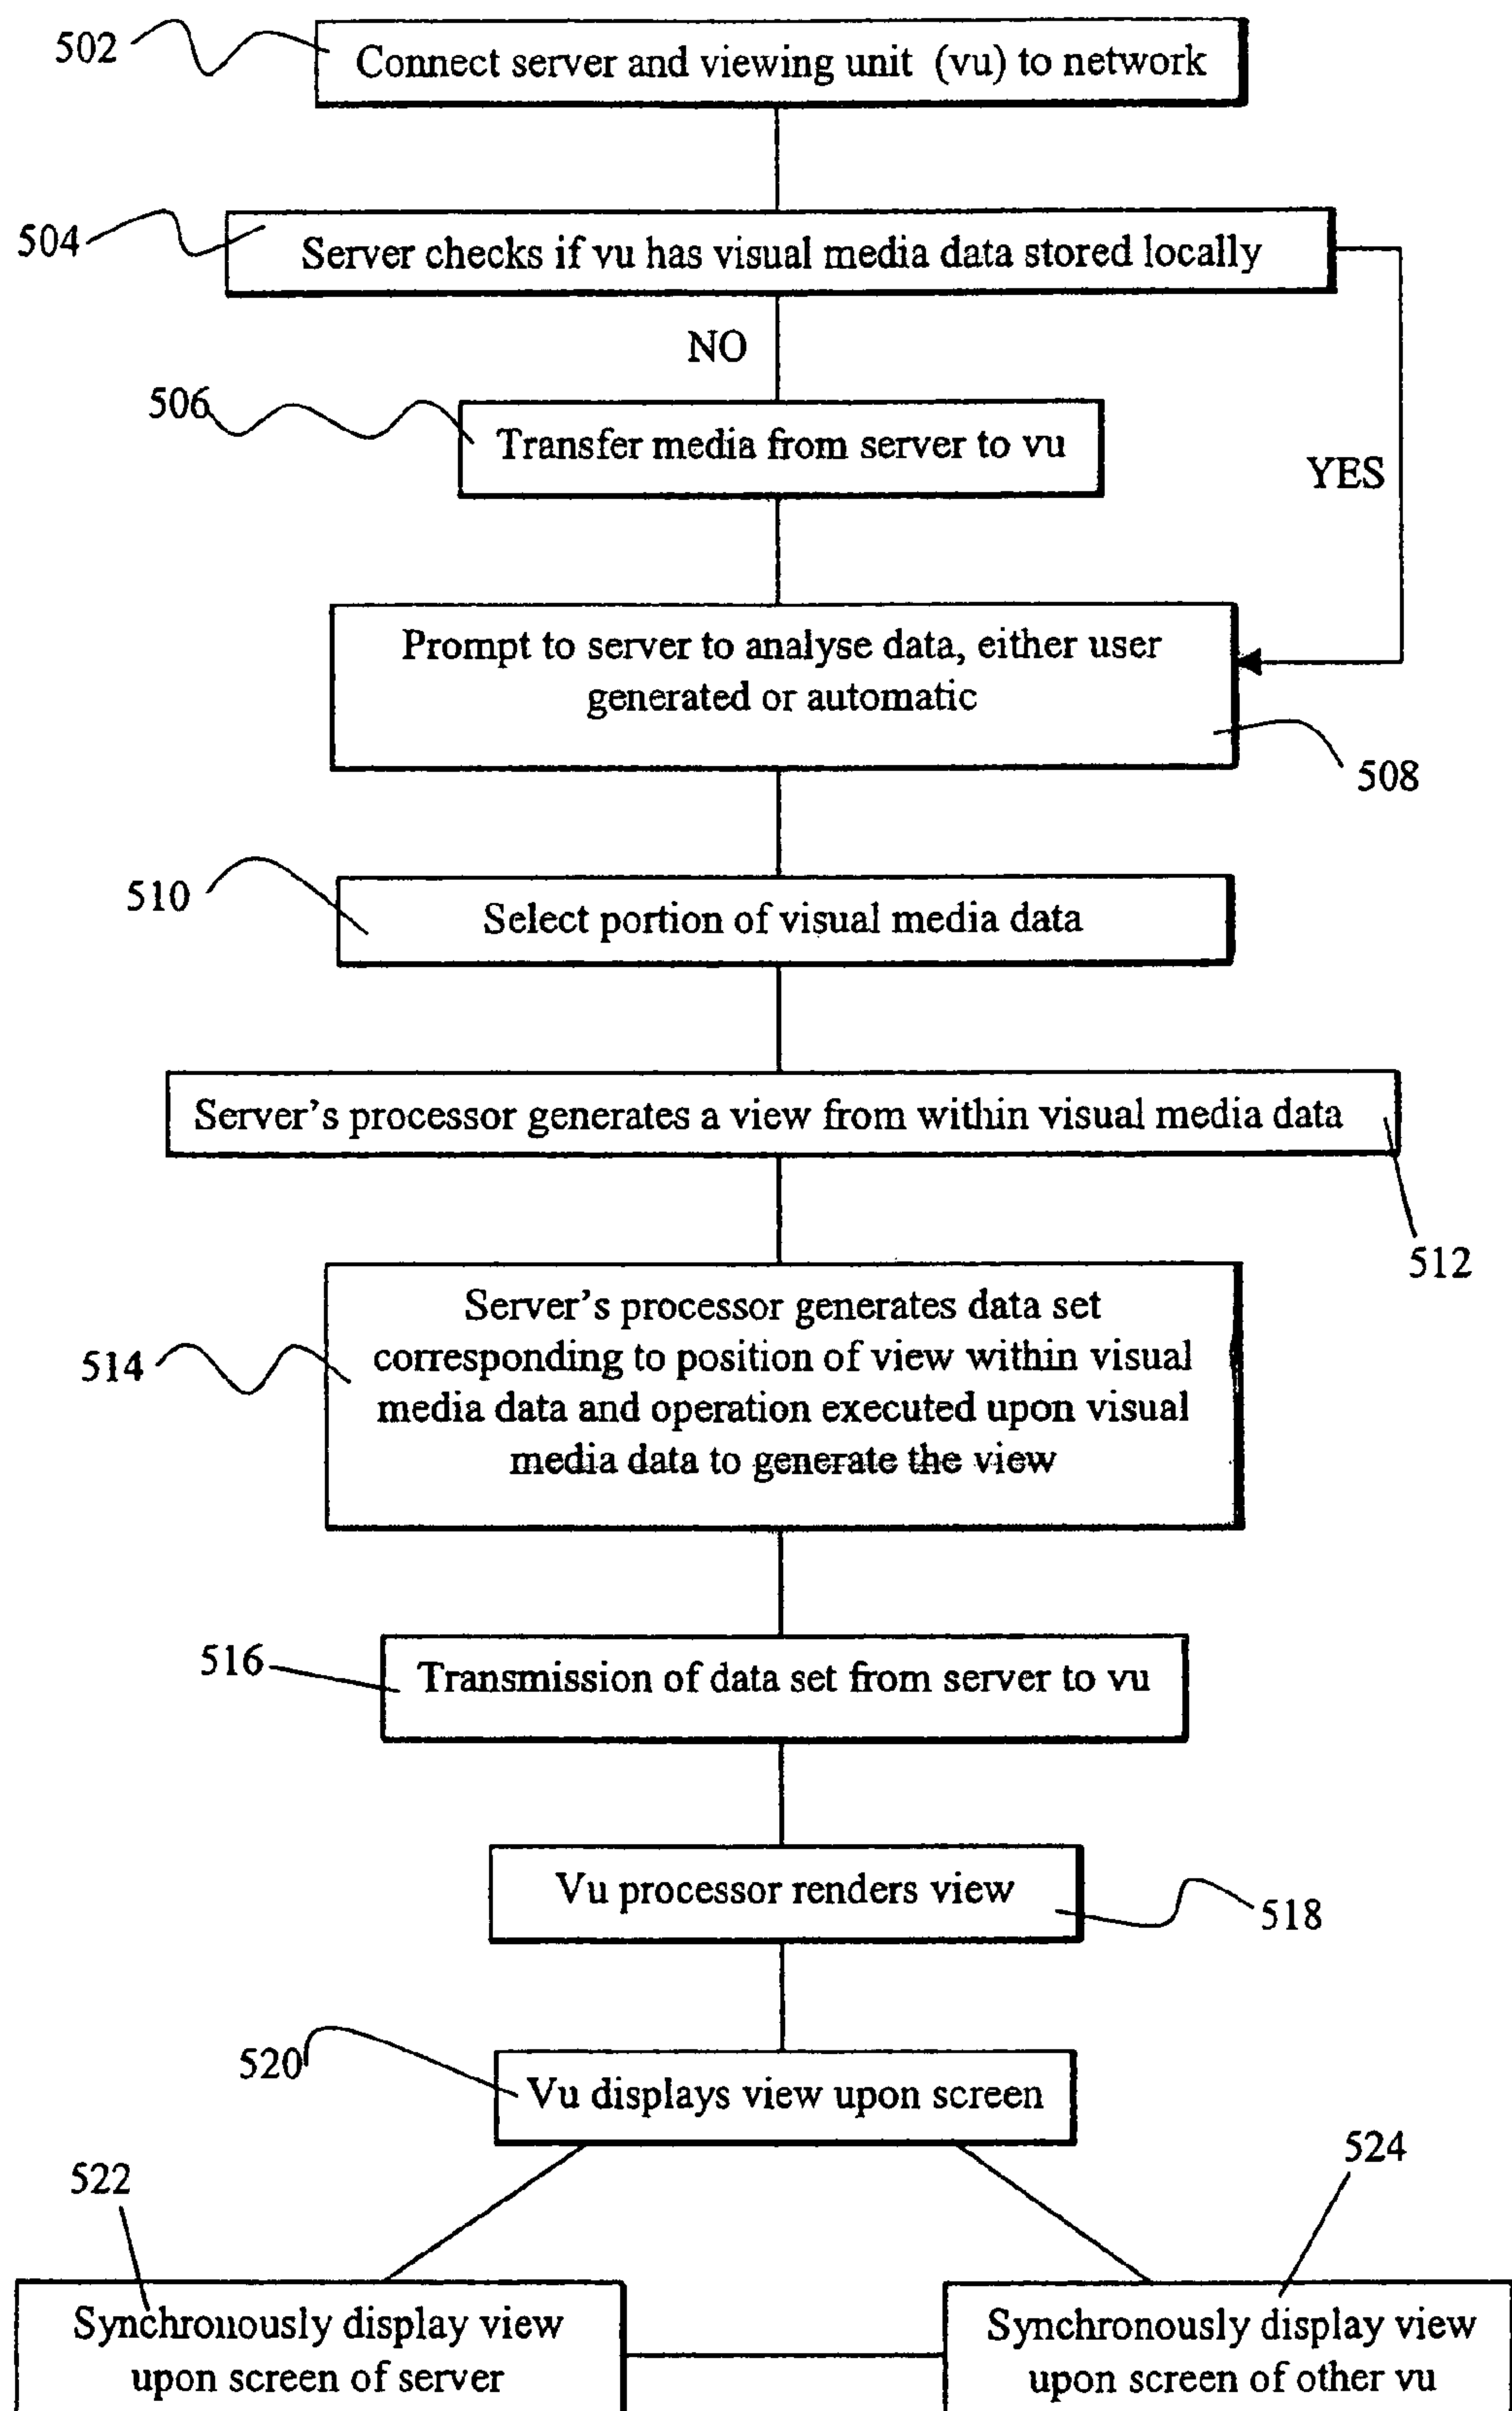 502
Connect server and viewing unit (vu) to network
504
Server checks if vu has visual media data stored locally
NO
506
Transfer media from server to vu
YES
Prompt to server to analyse data, either user
generated or automatic
508
510
Select portion of visual media data
Server's processor generates a view from within visual media data
512
Server's processor generates data set
corresponding to position of view within visual
media data and operation executed upon visual
media data to generate the view
514
516
Transmission of data set from server to vu
Vu processor renders view
518
520
Vu displays view upon screen
522
524
Synchronously display view
upon screen of server
Synchronously display view
upon screen of other vu